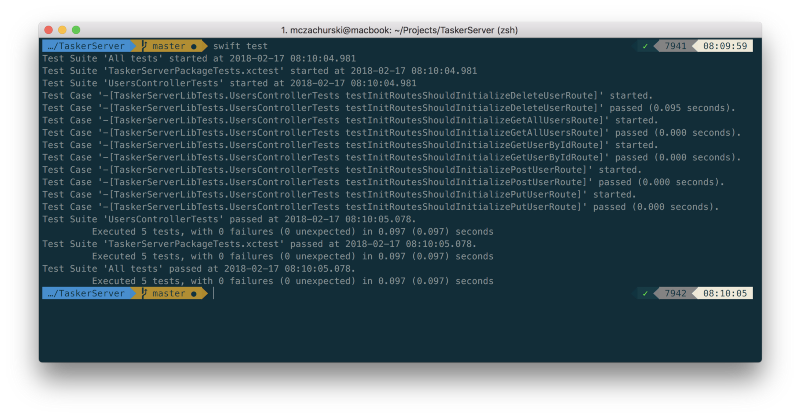 1. mczachurski@macbook: ~/Projects/TaskerServer (zsh)
…/TaskerServer master ● swift test ✓ 7941 08:09:59
Test Suite 'All tests' started at 2018-02-17 08:10:04.981
Test Suite 'TaskerServerPackageTests.xctest' started at 2018-02-17 08:10:04.981
Test Suite 'UsersControllerTests' started at 2018-02-17 08:10:04.981
Test Case '-[TaskerServerLibTests.UsersControllerTests testInitRoutesShouldInitializeDeleteUserRoute]' started.
Test Case '-[TaskerServerLibTests.UsersControllerTests testInitRoutesShouldInitializeDeleteUserRoute]' passed (0.095 seconds).
Test Case '-[TaskerServerLibTests.UsersControllerTests testInitRoutesShouldInitializeGetAllUsersRoute]' started.
Test Case '-[TaskerServerLibTests.UsersControllerTests testInitRoutesShouldInitializeGetAllUsersRoute]' passed (0.000 seconds).
Test Case '-[TaskerServerLibTests.UsersControllerTests testInitRoutesShouldInitializeGetUserByIdRoute]' started.
Test Case '-[TaskerServerLibTests.UsersControllerTests testInitRoutesShouldInitializeGetUserByIdRoute]' passed (0.000 seconds).
Test Case '-[TaskerServerLibTests.UsersControllerTests testInitRoutesShouldInitializePostUserRoute]' started.
Test Case '-[TaskerServerLibTests.UsersControllerTests testInitRoutesShouldInitializePostUserRoute]' passed (0.000 seconds).
Test Case '-[TaskerServerLibTests.UsersControllerTests testInitRoutesShouldInitializePutUserRoute]' started.
Test Case '-[TaskerServerLibTests.UsersControllerTests testInitRoutesShouldInitializePutUserRoute]' passed (0.000 seconds).
Test Suite 'UsersControllerTests' passed at 2018-02-17 08:10:05.078.
Executed 5 tests, with 0 failures (0 unexpected) in 0.097 (0.097) seconds
Test Suite 'TaskerServerPackageTests.xctest' passed at 2018-02-17 08:10:05.078.
Executed 5 tests, with 0 failures (0 unexpected) in 0.097 (0.097) seconds
Test Suite 'All tests' passed at 2018-02-17 08:10:05.078.
Executed 5 tests, with 0 failures (0 unexpected) in 0.097 (0.097) seconds
…/TaskerServer master ● ✓ 7942 08:10:05